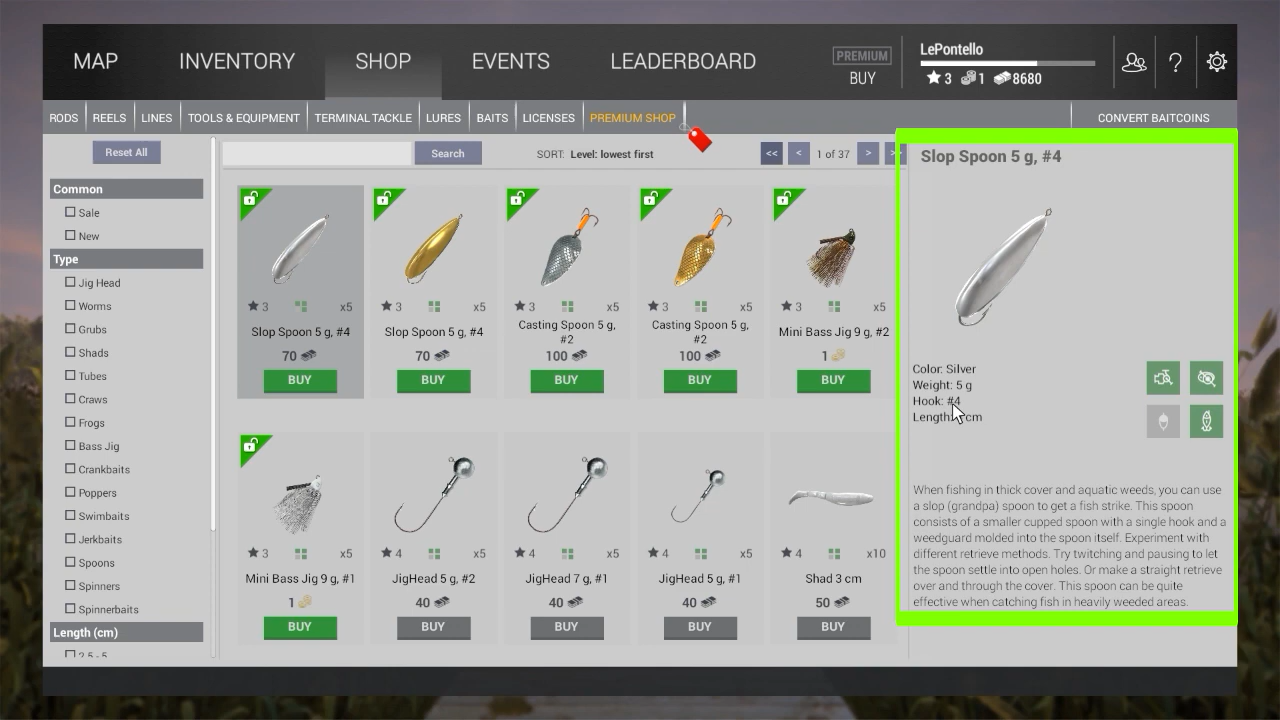 MAP INVENTORY SHOP EVENTS LEADERBOARD
PREMIUM
BUY
LePontello
3 1 8680
RODS REELS LINES TOOLS & EQUIPMENT TERMINAL TACKLE LURES BAITS LICENSES PREMIUM SHOP CONVERT BAITCOINS
Reset All
Search
SORT: Level: lowest first
<< < 1 of 37 >
Common
Sale
New
Type
Jig Head
Worms
Grubs
Shads
Tubes
Craws
Frogs
Bass Jig
Crankbaits
Poppers
Swimbaits
Jerkbaits
Spoons
Spinners
Spinnerbaits
Length (cm)
2.5 - 5
3 x5
Slop Spoon 5 g, #4
70
BUY
3 x5
Slop Spoon 5 g, #4
70
BUY
3 x5
Casting Spoon 5 g,
#2
100
BUY
3 x5
Casting Spoon 5 g,
#2
100
BUY
3 x5
Mini Bass Jig 9 g, #2
1
BUY
3 x5
Mini Bass Jig 9 g, #1
1
BUY
4 x5
JigHead 5 g, #2
40
BUY
4 x5
JigHead 7 g, #1
40
BUY
4 x5
JigHead 5 g, #1
40
BUY
4 x10
Shad 3 cm
50
BUY
Slop Spoon 5 g, #4
Color: Silver
Weight: 5 g
Hook: #4
Length: cm
When fishing in thick cover and aquatic weeds, you can use
a slop (grandpa) spoon to get a fish strike. This spoon
consists of a smaller cupped spoon with a single hook and a
weedguard molded into the spoon itself. Experiment with
different retrieve methods. Try twitching and pausing to let
the spoon settle into open holes. Or make a straight retrieve
over and through the cover. This spoon can be quite
effective when catching fish in heavily weeded areas.